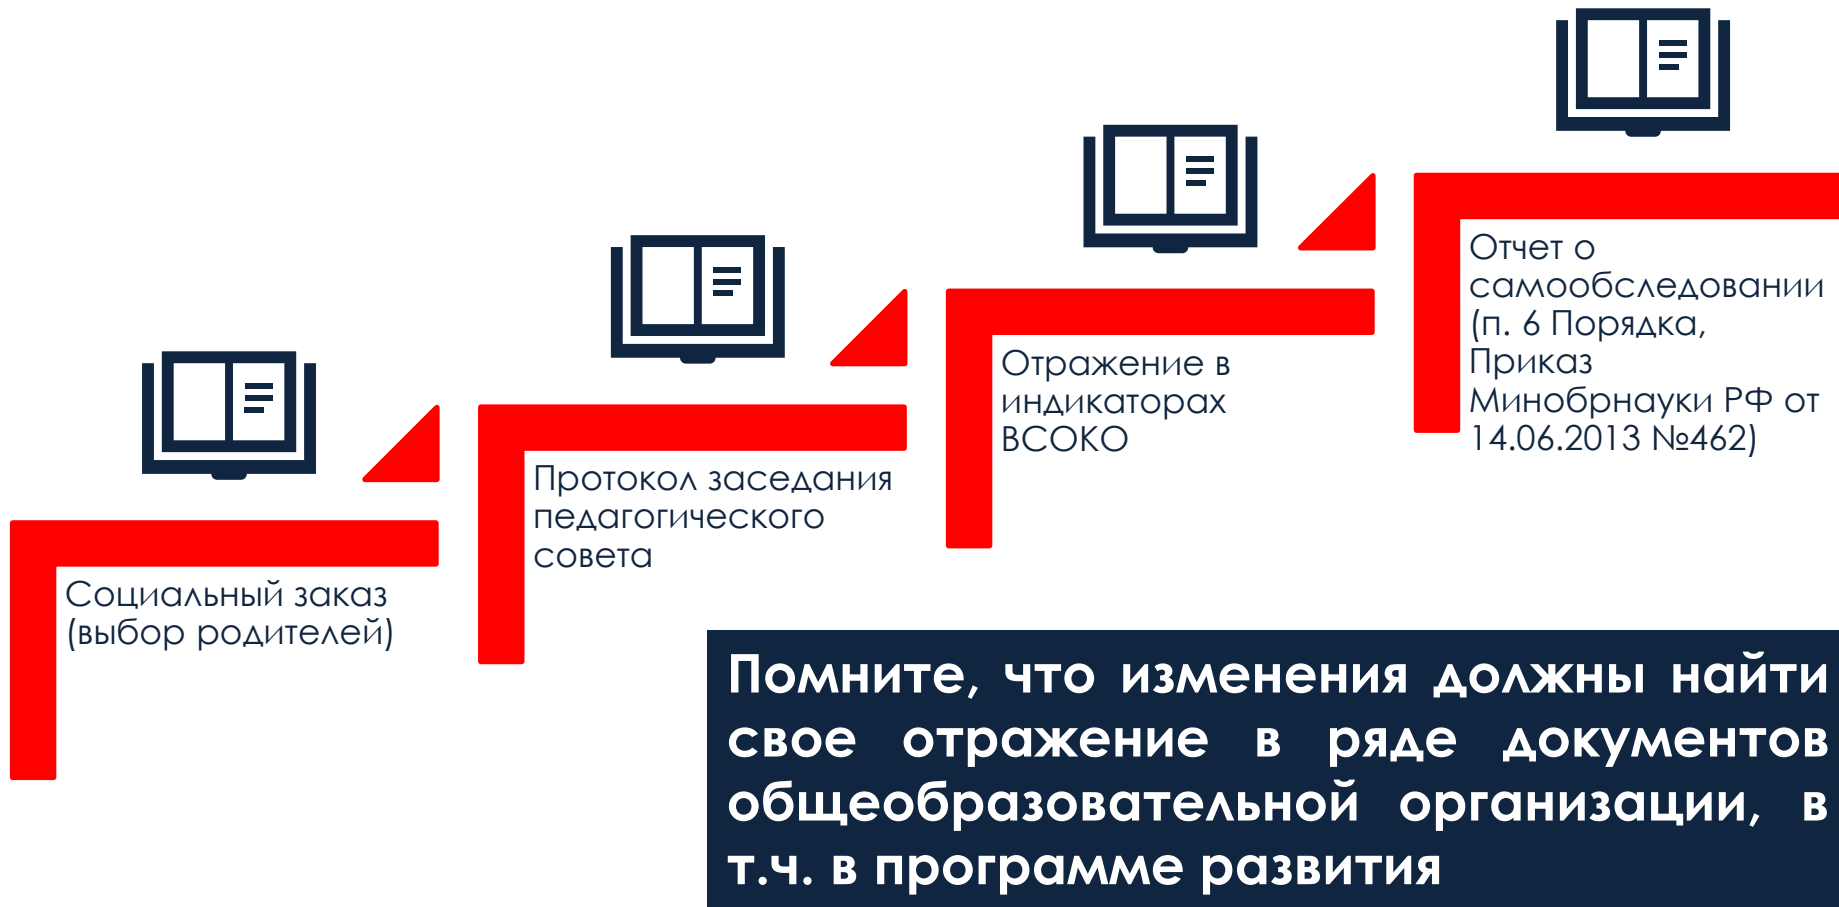 Социальный заказ
(выбор родителей)
Протокол заседания
педагогического
совета
Отражение в
индикаторах
ВСОКО
Отчет о
самообследовании
(п. 6 Порядка,
Приказ
Минобрнауки РФ от
14.06.2013 №462)
Помните, что изменения должны найти
свое отражение в ряде документов
общеобразовательной организации, в
т.ч. в программе развития